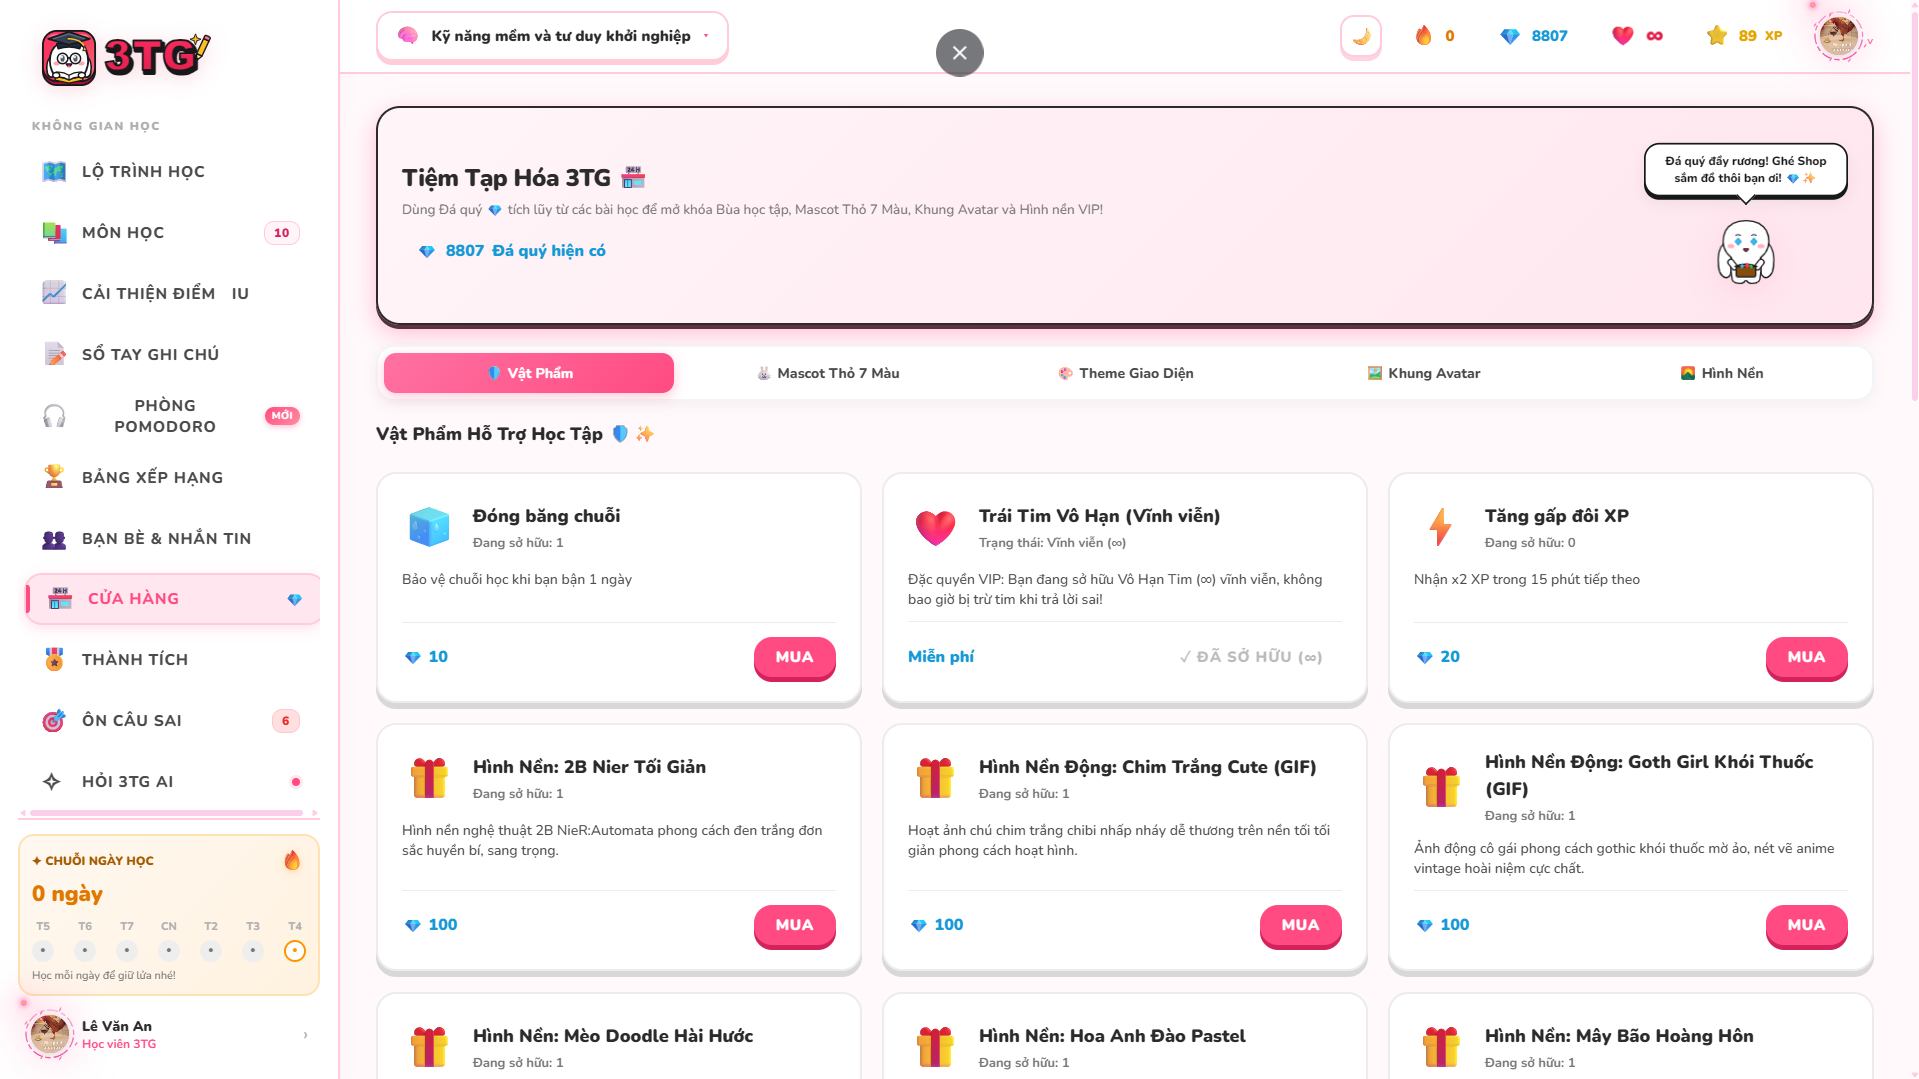 3TG
KHÔNG GIAN HỌC
LỘ TRÌNH HỌC
MÔN HỌC 10
CẢI THIỆN ĐIỂM IU
SỔ TAY GHI CHÚ
PHÒNG
POMODORO
MỚI
BẢNG XẾP HẠNG
BẠN BÈ & NHẮN TIN
CỬA HÀNG
THÀNH TÍCH
ÔN CÂU SAI 6
HỎI 3TG AI
✦ CHUỖI NGÀY HỌC
0 ngày
T5 T6 T7 CN T2 T3 T4
Học mỗi ngày để giữ lửa nhé!
Lê Văn An
Học viên 3TG
Kỹ năng mềm và tư duy khởi nghiệp
0 8807 ∞ 89 XP
Tiệm Tạp Hóa 3TG
Dùng Đá quý 💎 tích lũy từ các bài học để mở khóa Bùa học tập, Mascot Thỏ 7 Màu, Khung Avatar và Hình nền VIP!
8807 Đá quý hiện có
Đá quý đầy rương! Ghé Shop
sắm đồ thôi bạn ơi! 💎 ✨
Vật Phẩm
Mascot Thỏ 7 Màu
Theme Giao Diện
Khung Avatar
Hình Nền
Vật Phẩm Hỗ Trợ Học Tập
Đóng băng chuỗi
Đang sở hữu: 1
Bảo vệ chuỗi học khi bạn bận 1 ngày
10 MUA
Trái Tim Vô Hạn (Vĩnh viễn)
Trạng thái: Vĩnh viễn (∞)
Đặc quyền VIP: Bạn đang sở hữu Vô Hạn Tim (∞) vĩnh viễn, không
bao giờ bị trừ tim khi trả lời sai!
Miễn phí ✓ ĐÃ SỞ HỮU (∞)
Tăng gấp đôi XP
Đang sở hữu: 0
Nhận x2 XP trong 15 phút tiếp theo
20 MUA
Hình Nền: 2B Nier Tối Giản
Đang sở hữu: 1
Hình nền nghệ thuật 2B NieR:Automata phong cách đen trắng đơn
sắc huyền bí, sang trọng.
100 MUA
Hình Nền Động: Chim Trắng Cute (GIF)
Đang sở hữu: 1
Hoạt ảnh chú chim trắng chibi nhấp nháy dễ thương trên nền tối tối
giản phong cách hoạt hình.
100 MUA
Hình Nền Động: Goth Girl Khói Thuốc
(GIF)
Đang sở hữu: 1
Ảnh động cô gái phong cách gothic khói thuốc mờ ảo, nét vẽ anime
vintage hoài niệm cực chất.
100 MUA
Hình Nền: Mèo Doodle Hài Hước
Đang sở hữu: 1
Hình Nền: Hoa Anh Đào Pastel
Đang sở hữu: 1
Hình Nền: Mây Bão Hoàng Hôn
Đang sở hữu: 1